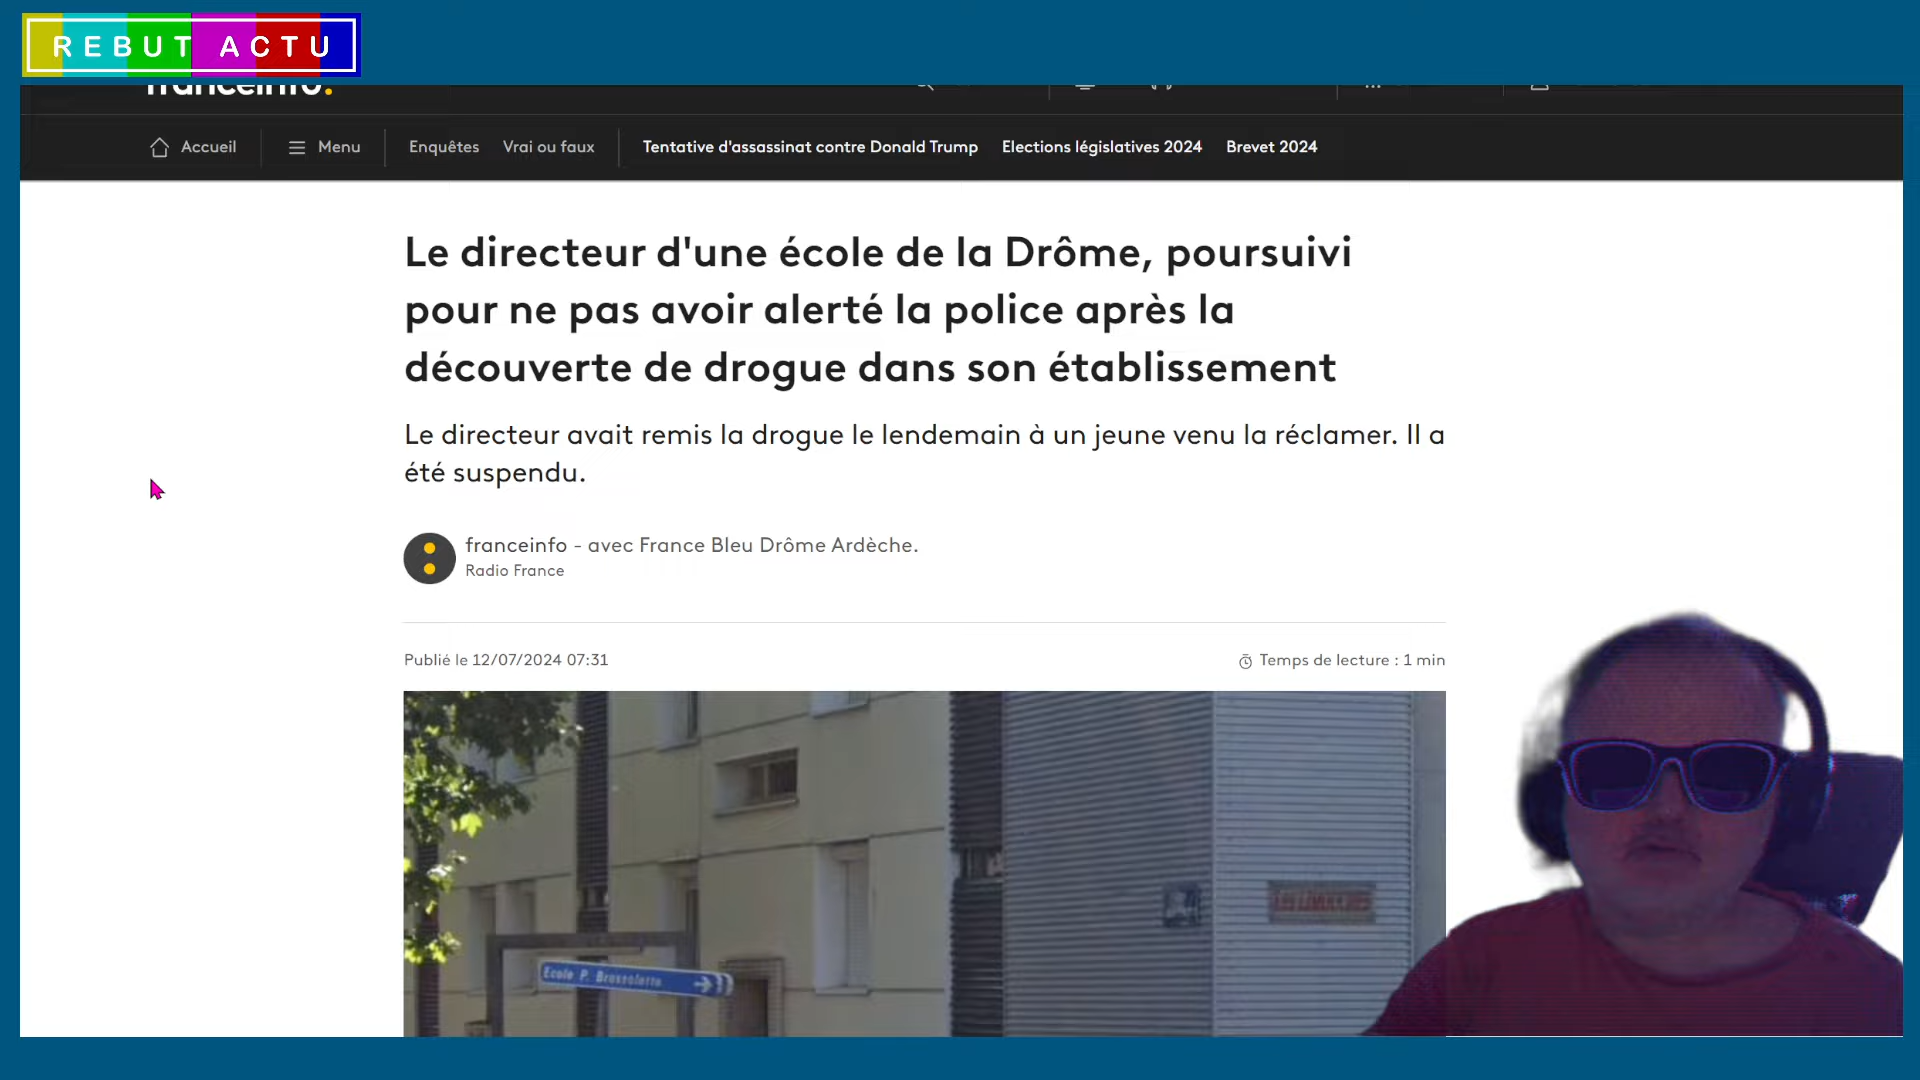 REBUT ACTU
franceinfo:
Accueil
Menu
Enquêtes
Vrai ou faux
Tentative d'assassinat contre Donald Trump
Elections législatives 2024
Brevet 2024
Le directeur d'une école de la Drôme, poursuivi
pour ne pas avoir alerté la police après la
découverte de drogue dans son établissement
Le directeur avait remis la drogue le lendemain à un jeune venu la réclamer. Il a
été suspendu.
franceinfo - avec France Bleu Drôme Ardèche.
Radio France
Publié le 12/07/2024 07:31
Temps de lecture : 1 min
Ecole P. Brossolette